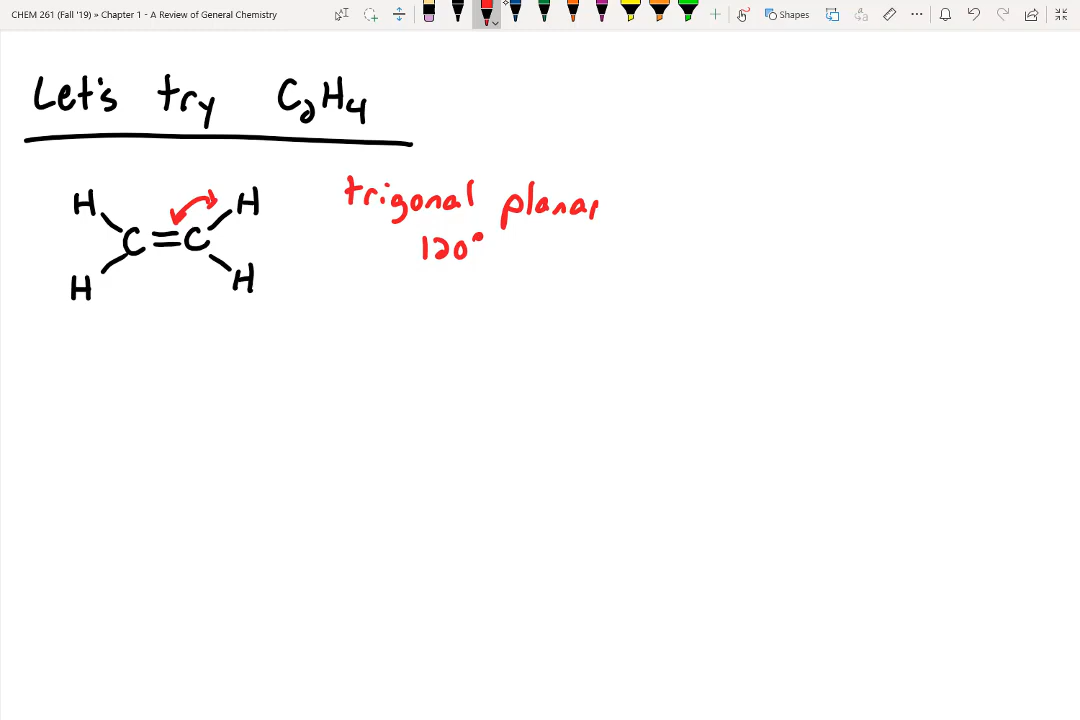 CHEM 261 (Fall '19) » Chapter 1 - A Review of General Chemistry
Shapes
Let's try C₂H₄
H H
C=C
H H
trigonal planar
120°